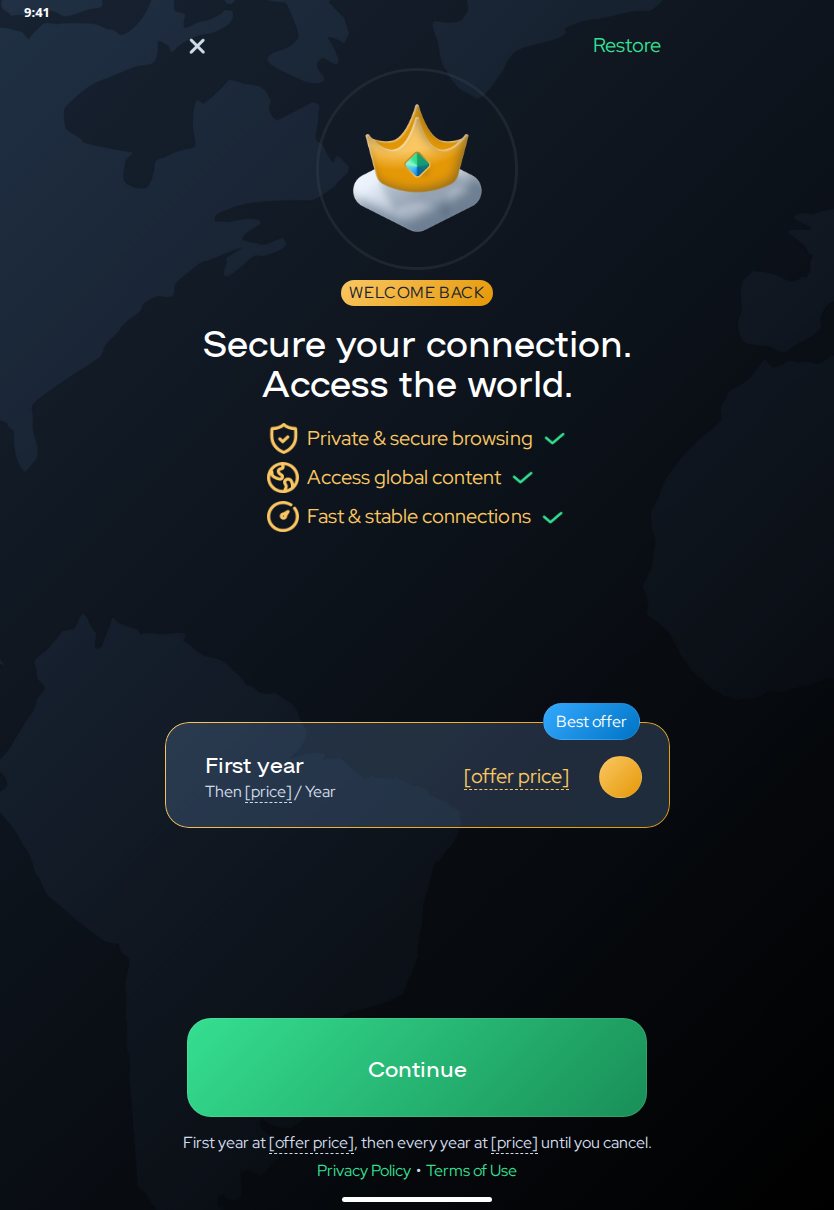 9:41
Restore
WELCOME BACK
Secure your connection.
Access the world.
Private & secure browsing
Access global content
Fast & stable connections
Best offer
First year
[offer price]
Then [price] / Year
Continue
First year at [offer price], then every year at [price] until you cancel.
Privacy Policy • Terms of Use